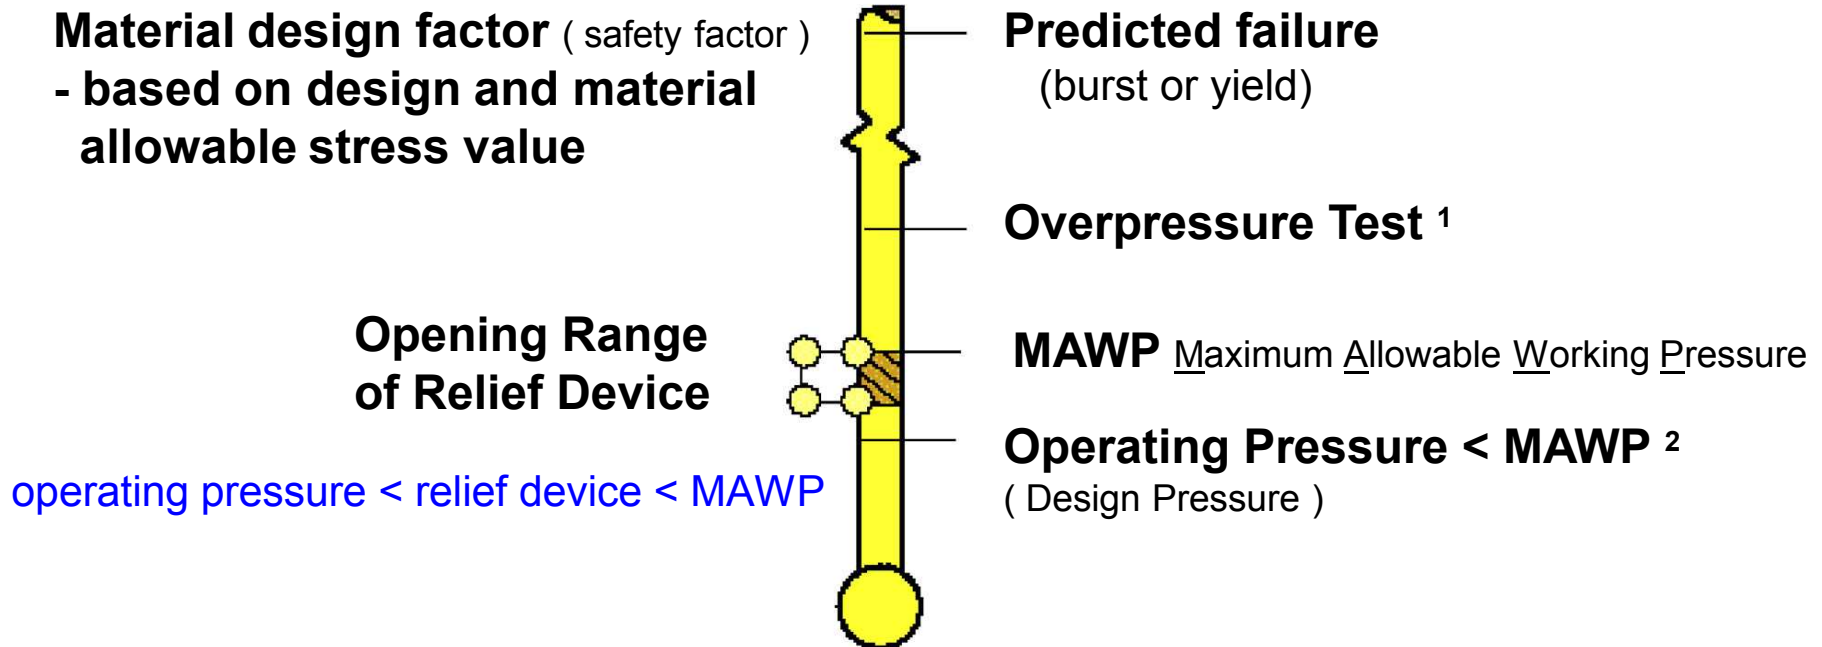 Material design factor ( safety factor )
- based on design and material
allowable stress value
Predicted failure
(burst or yield)
Overpressure Test 1
Opening Range
of Relief Device
MAWP Maximum Allowable Working Pressure
Operating Pressure < MAWP 2
( Design Pressure )
operating pressure < relief device < MAWP